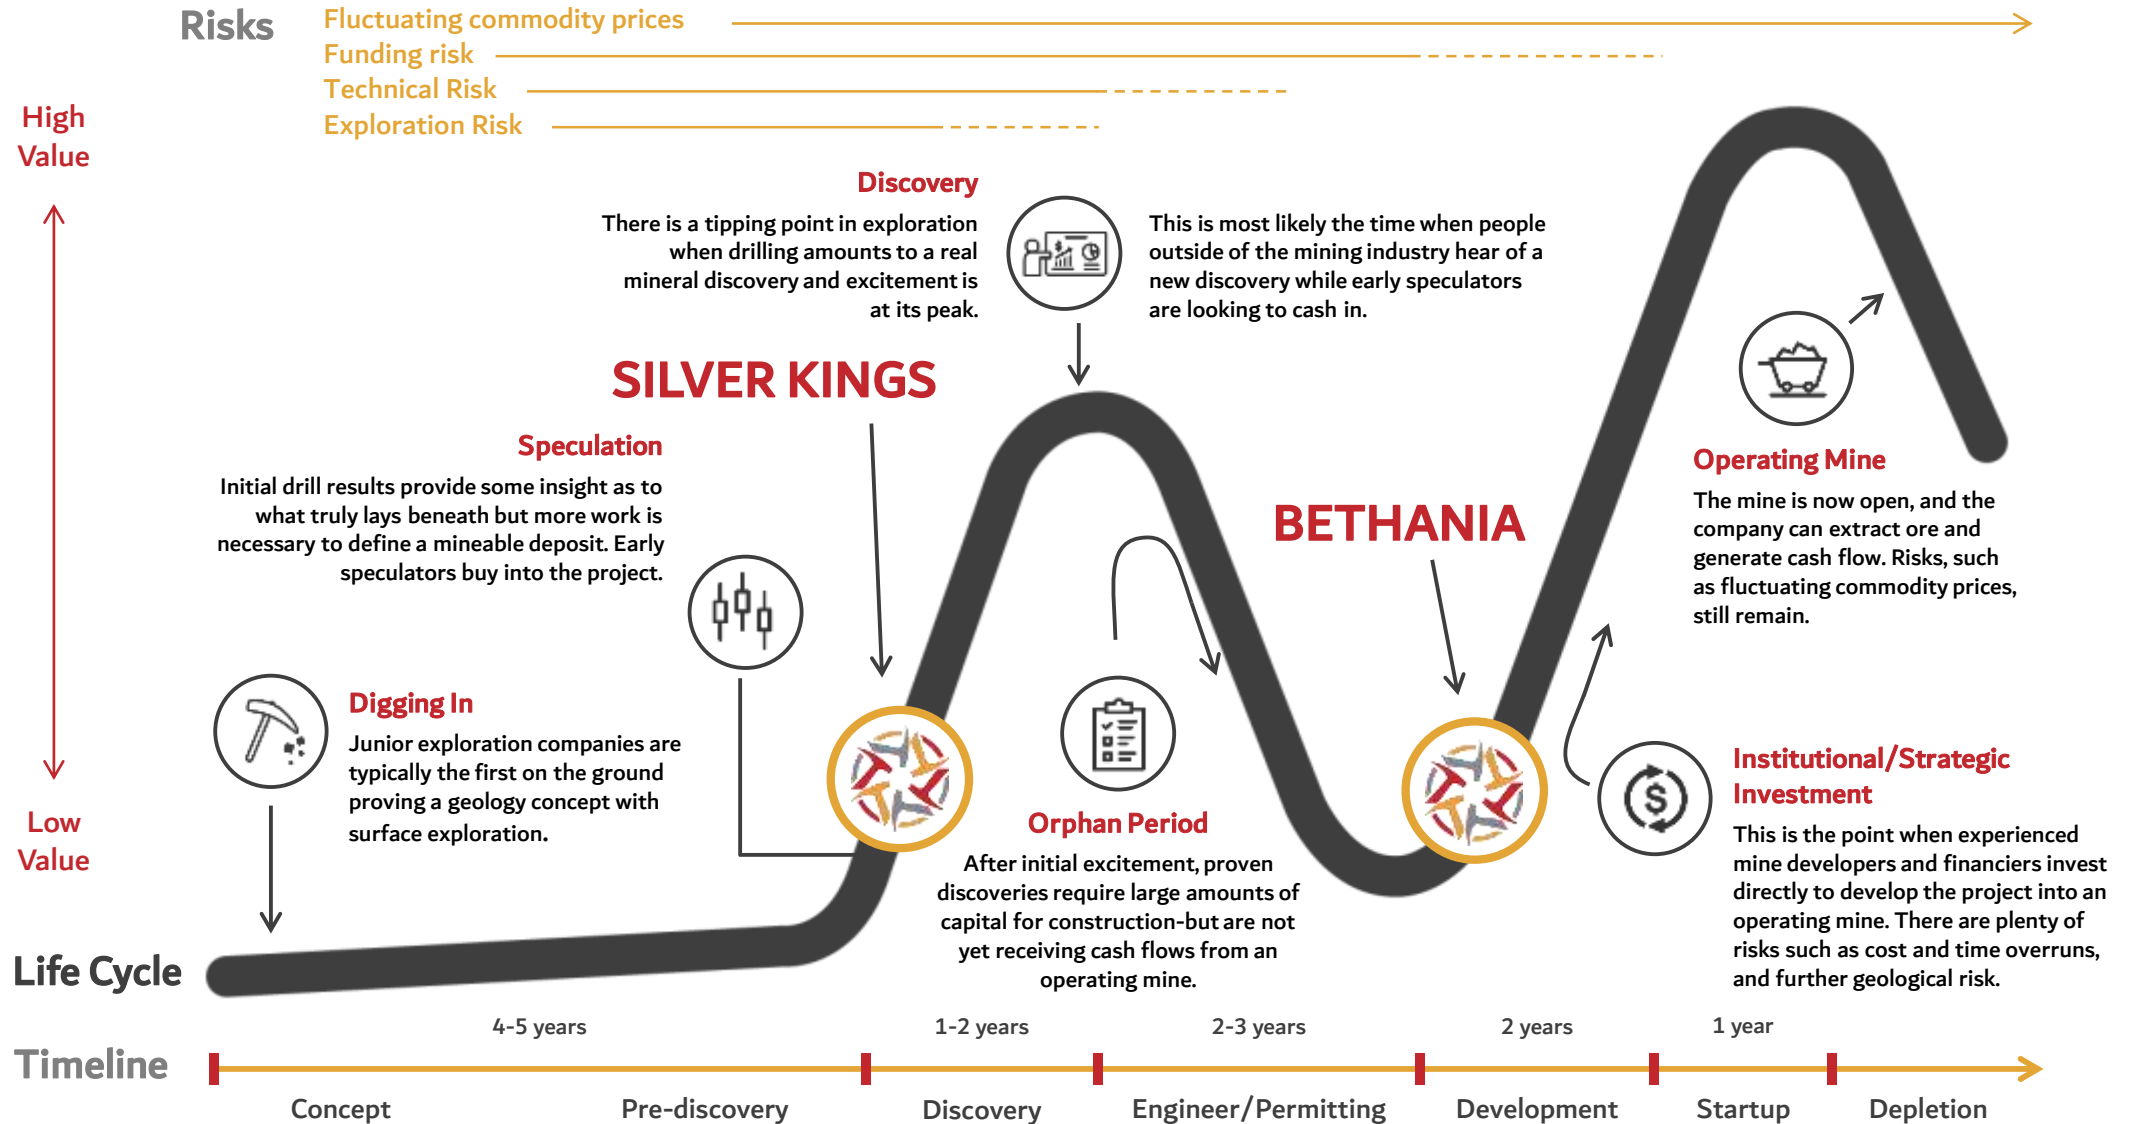 Risks
Fluctuating commodity prices
Funding risk
Technical Risk
Exploration Risk
High
Value
Low
Value
Discovery
There is a tipping point in exploration
when drilling amounts to a real
mineral discovery and excitement is
at its peak.
This is most likely the time when people
outside of the mining industry hear of a
new discovery while early speculators
are looking to cash in.
SILVER KINGS
Speculation
Initial drill results provide some insight as to
what truly lays beneath but more work is
necessary to define a mineable deposit. Early
speculators buy into the project.
Digging In
Junior exploration companies are
typically the first on the ground
proving a geology concept with
surface exploration.
Orphan Period
After initial excitement, proven
discoveries require large amounts of
capital for construction-but are not
yet receiving cash flows from an
operating mine.
BETHANIA
Operating Mine
The mine is now open, and the
company can extract ore and
generate cash flow. Risks, such
as fluctuating commodity prices,
still remain.
Institutional/Strategic
Investment
This is the point when experienced
mine developers and financiers invest
directly to develop the project into an
operating mine. There are plenty of
risks such as cost and time overruns,
and further geological risk.
Life Cycle
4-5 years
1-2 years
2-3 years
2 years
1 year
Timeline
Concept
Pre-discovery
Discovery
Engineer/Permitting
Development
Startup
Depletion